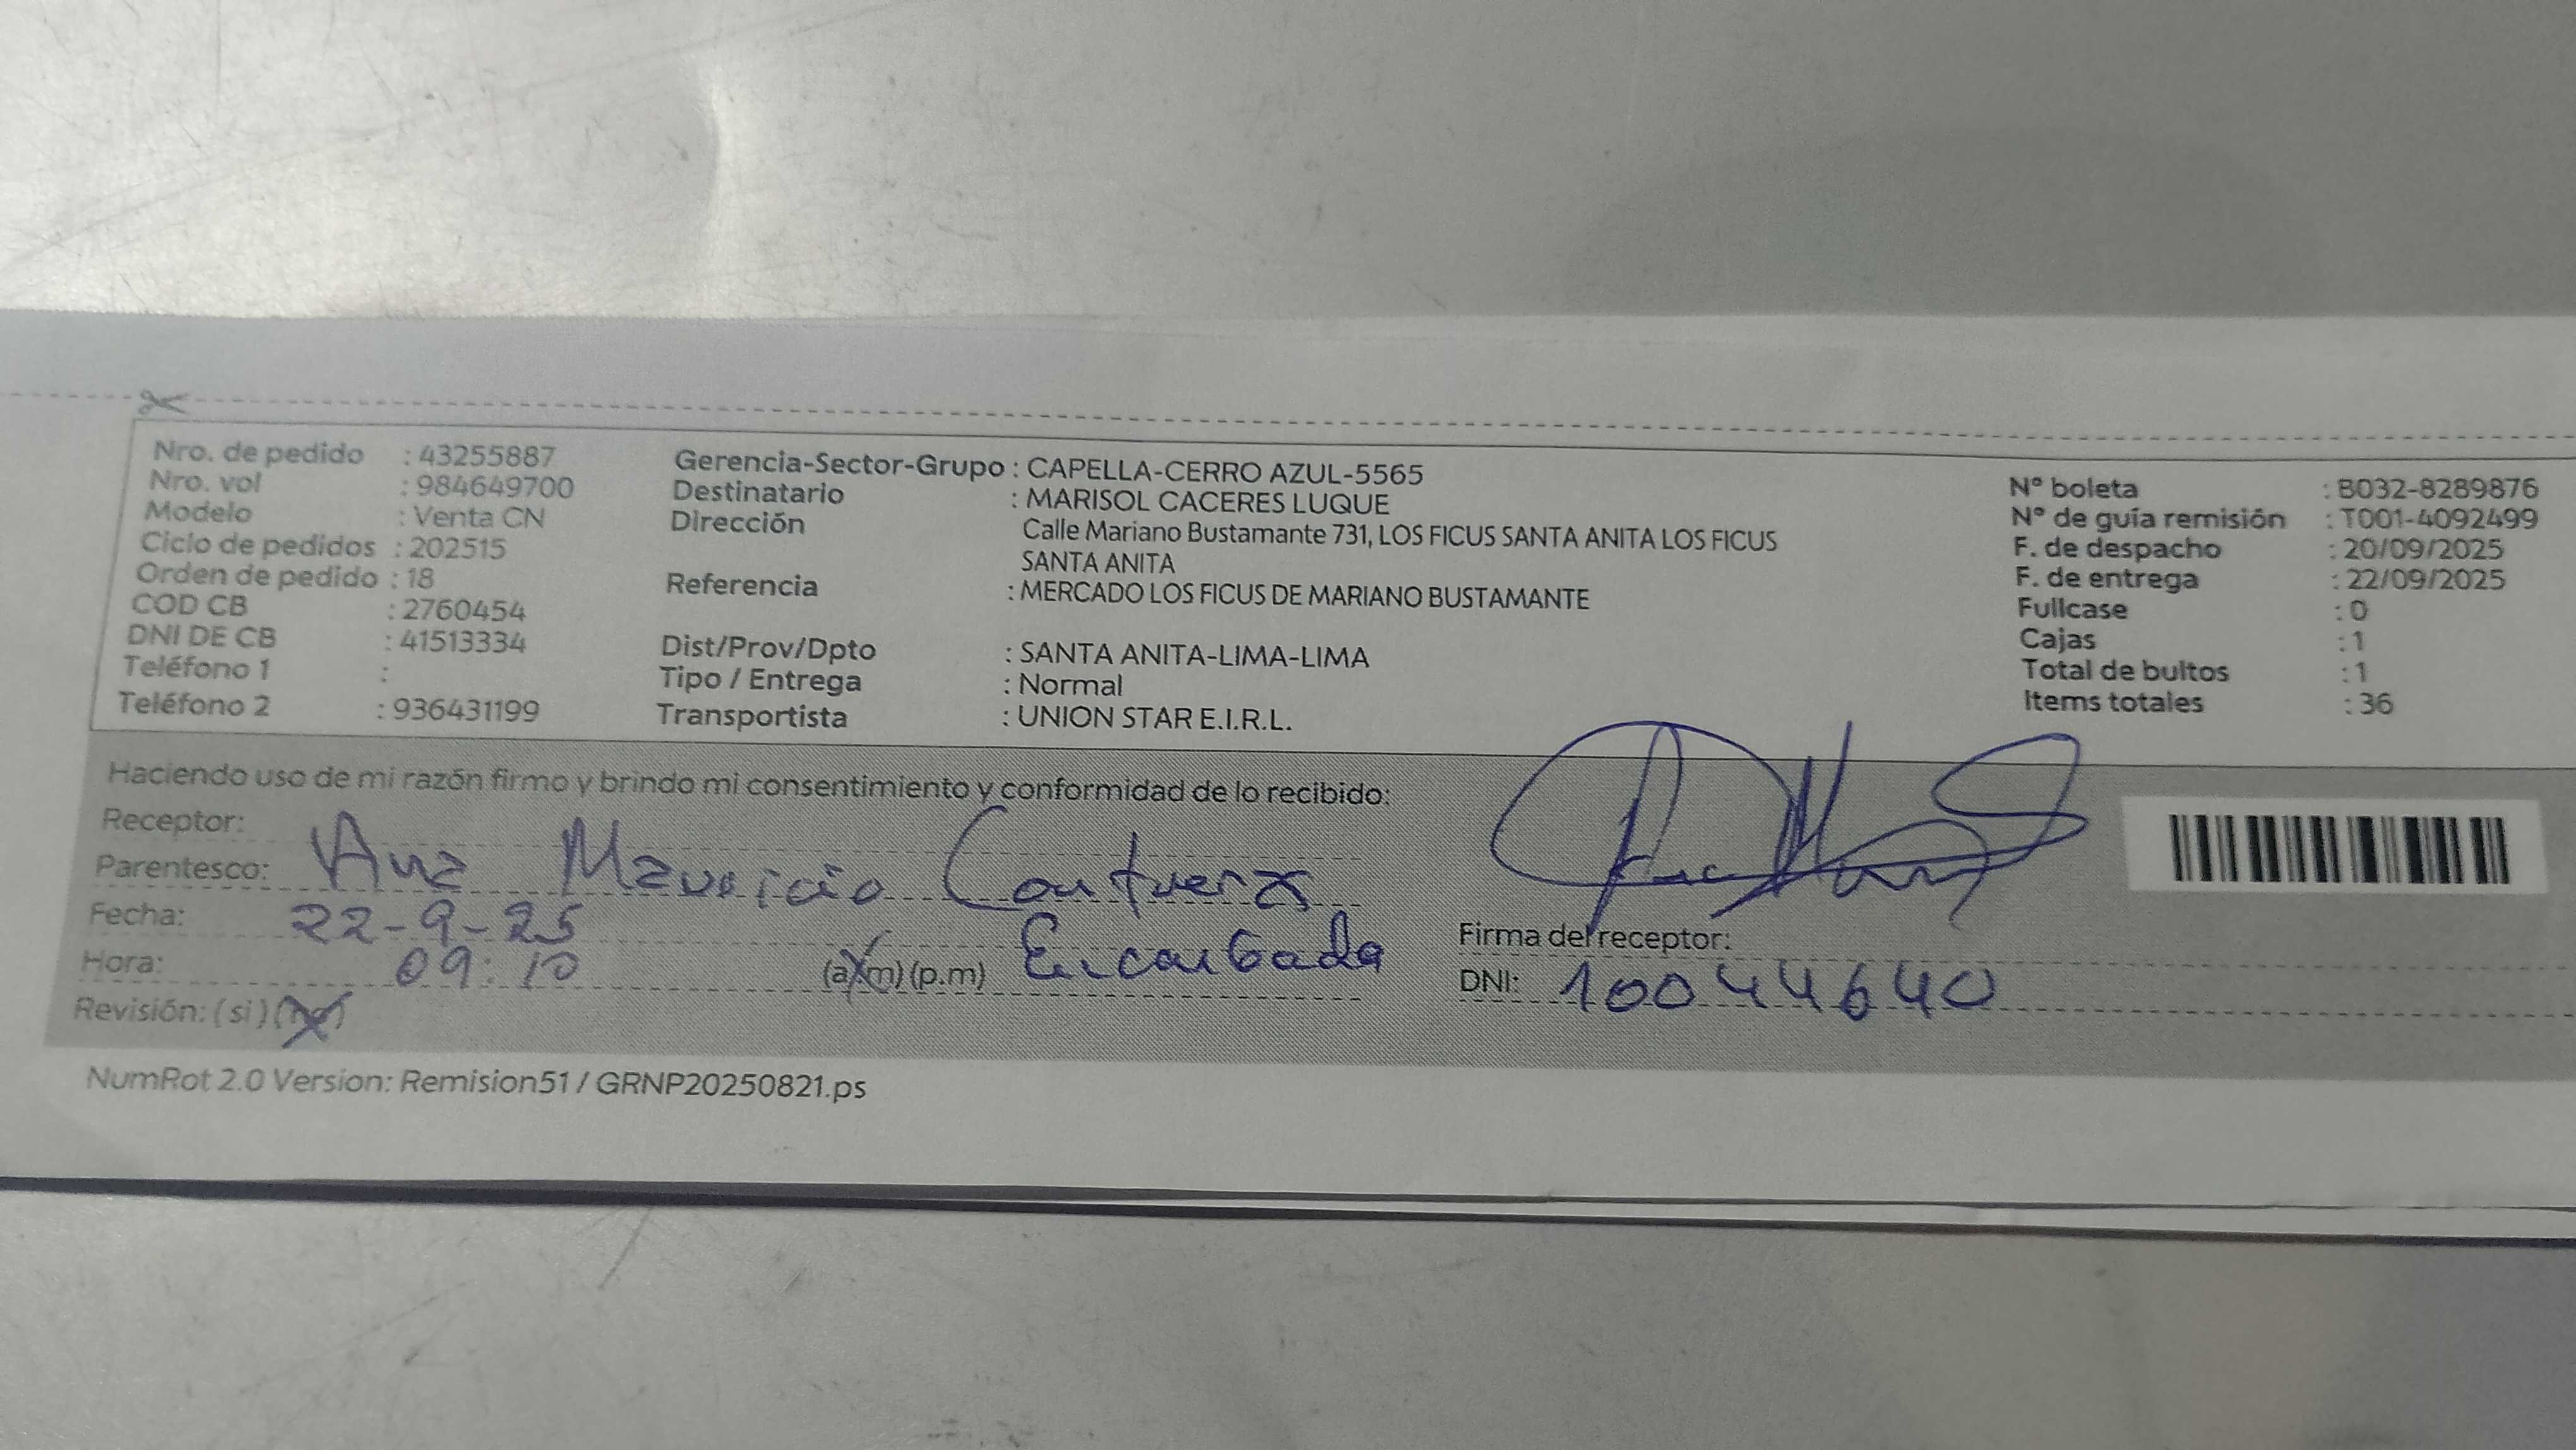 Nro. de pedido : 43255887
Nro. vol : 984649700
Modelo : Venta CN
Ciclo de pedidos : 202515
Orden de pedido : 18
COD CB : 2760454
DNI DE CB : 41513334
Teléfono 1 :
Teléfono 2 : 936431199
Gerencia-Sector-Grupo : CAPELLA-CERRO AZUL-5565
Destinatario : MARISOL CACERES LUQUE
Dirección Calle Mariano Bustamante 731, LOS FICUS SANTA ANITA LOS FICUS
SANTA ANITA
Referencia : MERCADO LOS FICUS DE MARIANO BUSTAMANTE
Dist/Prov/Dpto : SANTA ANITA-LIMA-LIMA
Tipo / Entrega : Normal
Transportista : UNION STAR E.I.R.L.
N° boleta : B032-8289876
N° de guía remisión : T001-4092499
F. de despacho : 20/09/2025
F. de entrega : 22/09/2025
Fullcase : 0
Cajas : 1
Total de bultos : 1
Items totales : 36
Haciendo uso de mi razón firmo y brindo mi consentimiento y conformidad de lo recibido:
Receptor:
Parentesco: Ana Mauricio
Fecha: 22-9-25
Hora: 09:10 (a.m) (p.m) Encargada
Revisión: (si) (no)
Firma del receptor:
DNI: 10044640
NumRot 2.0 Version: Remision51 / GRNP20250821.ps